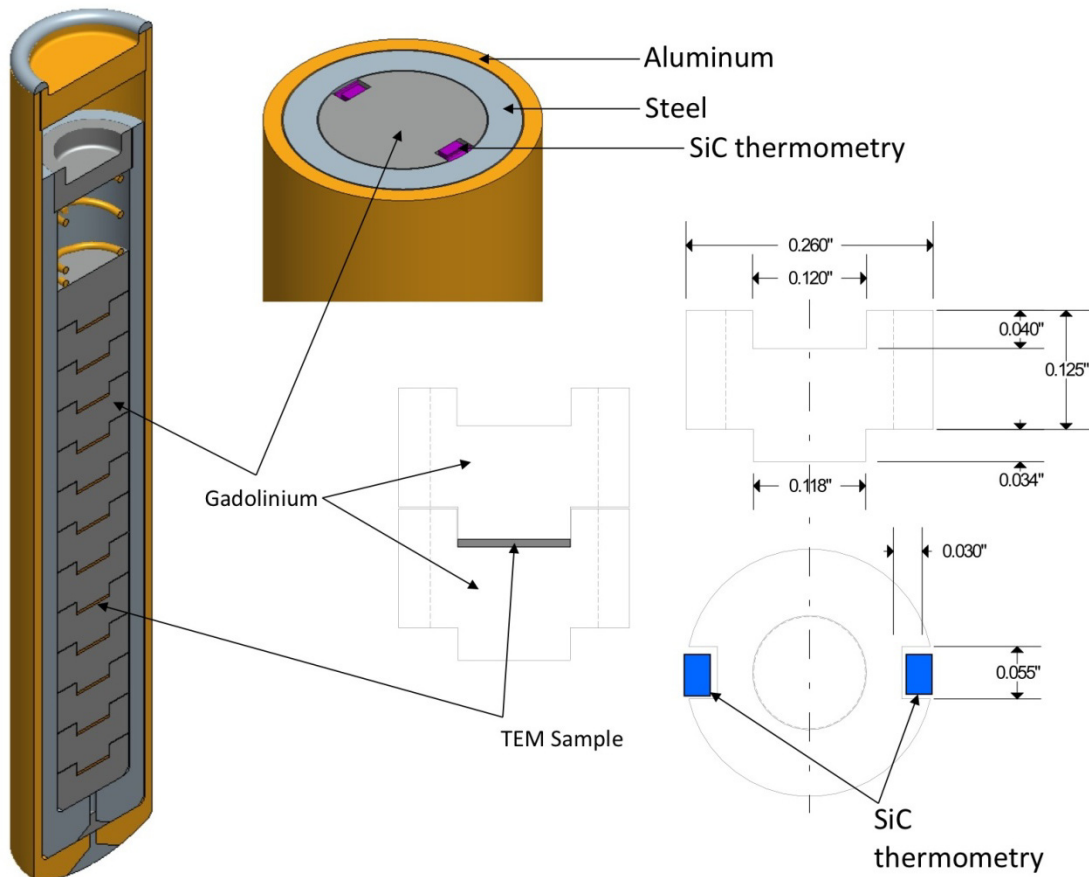 Aluminum
Steel
SiC thermometry
0.260"
0.120"
0.040"
0.125"
0.034"
0.118"
Gadolinium
0.030"
0.055"
TEM Sample
SiC
thermometry